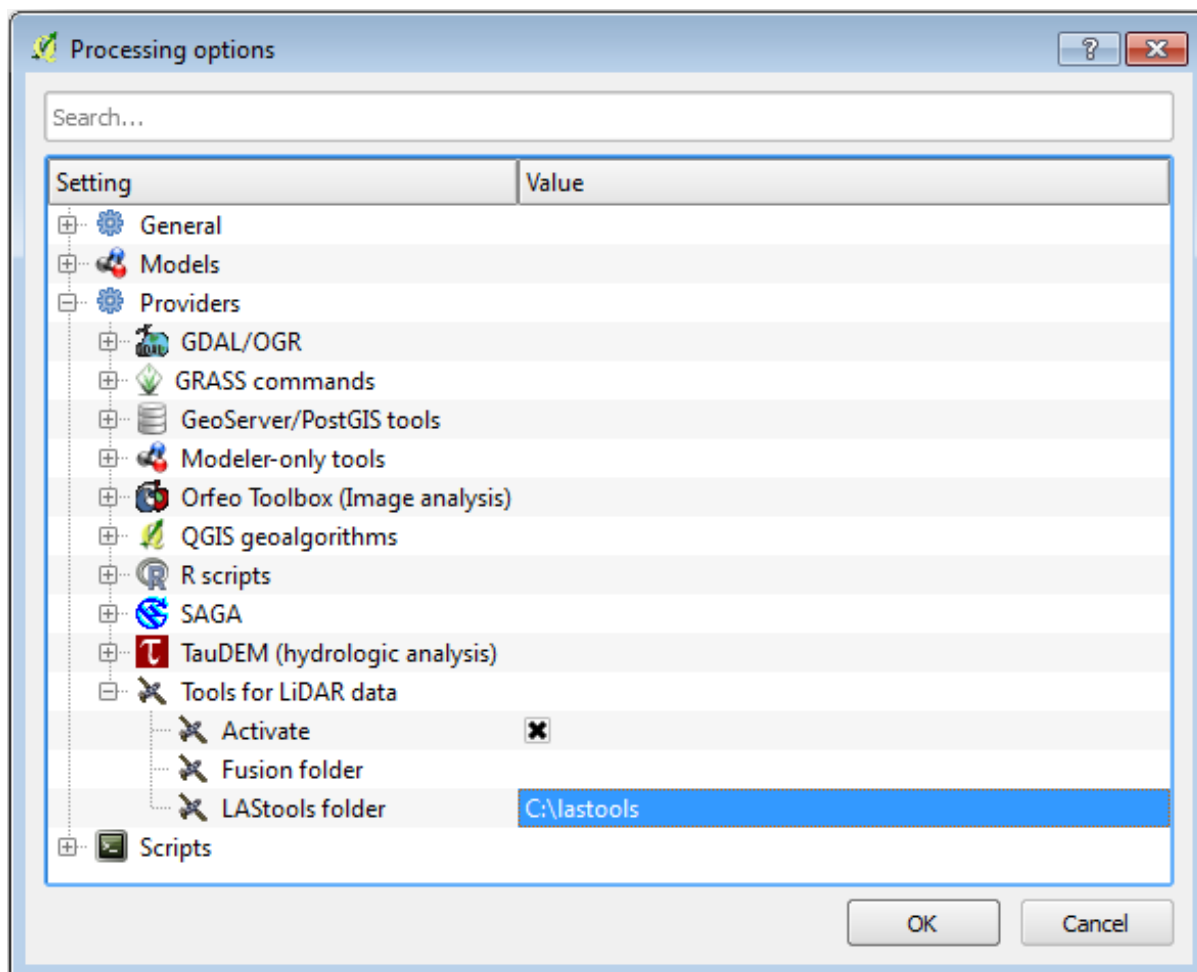 Processing options
Search...
Setting Value
General
Models
Providers
GDAL/OGR
GRASS commands
GeoServer/PostGIS tools
Modeler-only tools
Orfeo Toolbox (Image analysis)
QGIS geoalgorithms
R scripts
SAGA
TauDEM (hydrologic analysis)
Tools for LiDAR data
Activate
Fusion folder
LAStools folder C:\lastools
Scripts
OK Cancel